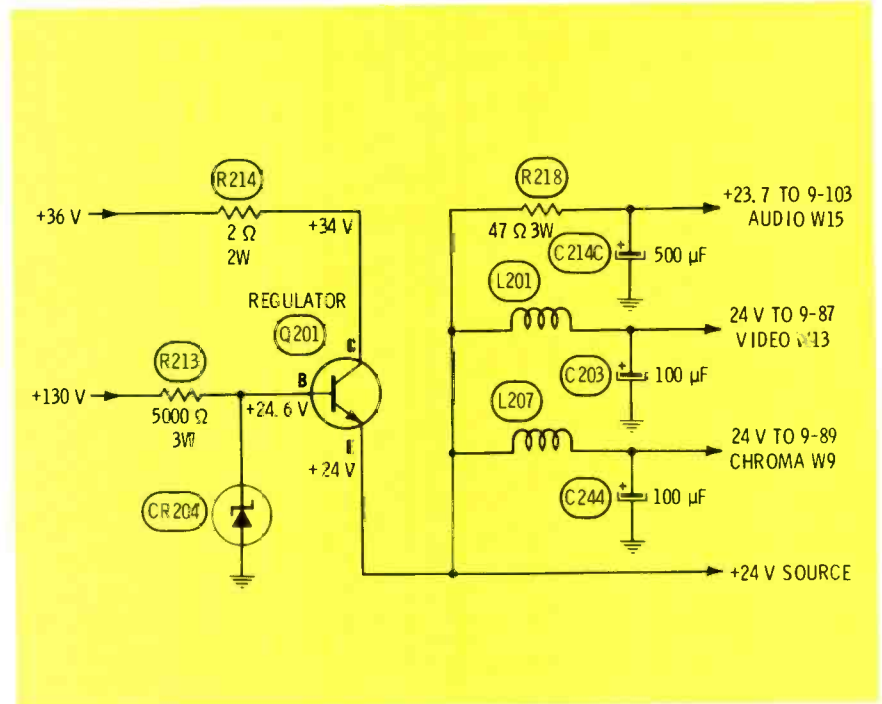 R214
+36 V
2 Ω
2W
+34 V
REGULATOR
Q201
C
B
E
R213
+130 V
5000 Ω
3W
+24.6 V
+24 V
CR204
R218
47 Ω 3W
+23.7 TO 9-103
AUDIO W15
C214C
+
500 µF
L201
24 V TO 9-87
VIDEO W13
C203
+
100 µF
L207
24 V TO 9-89
CHROMA W9
C244
+
100 µF
+24 V SOURCE